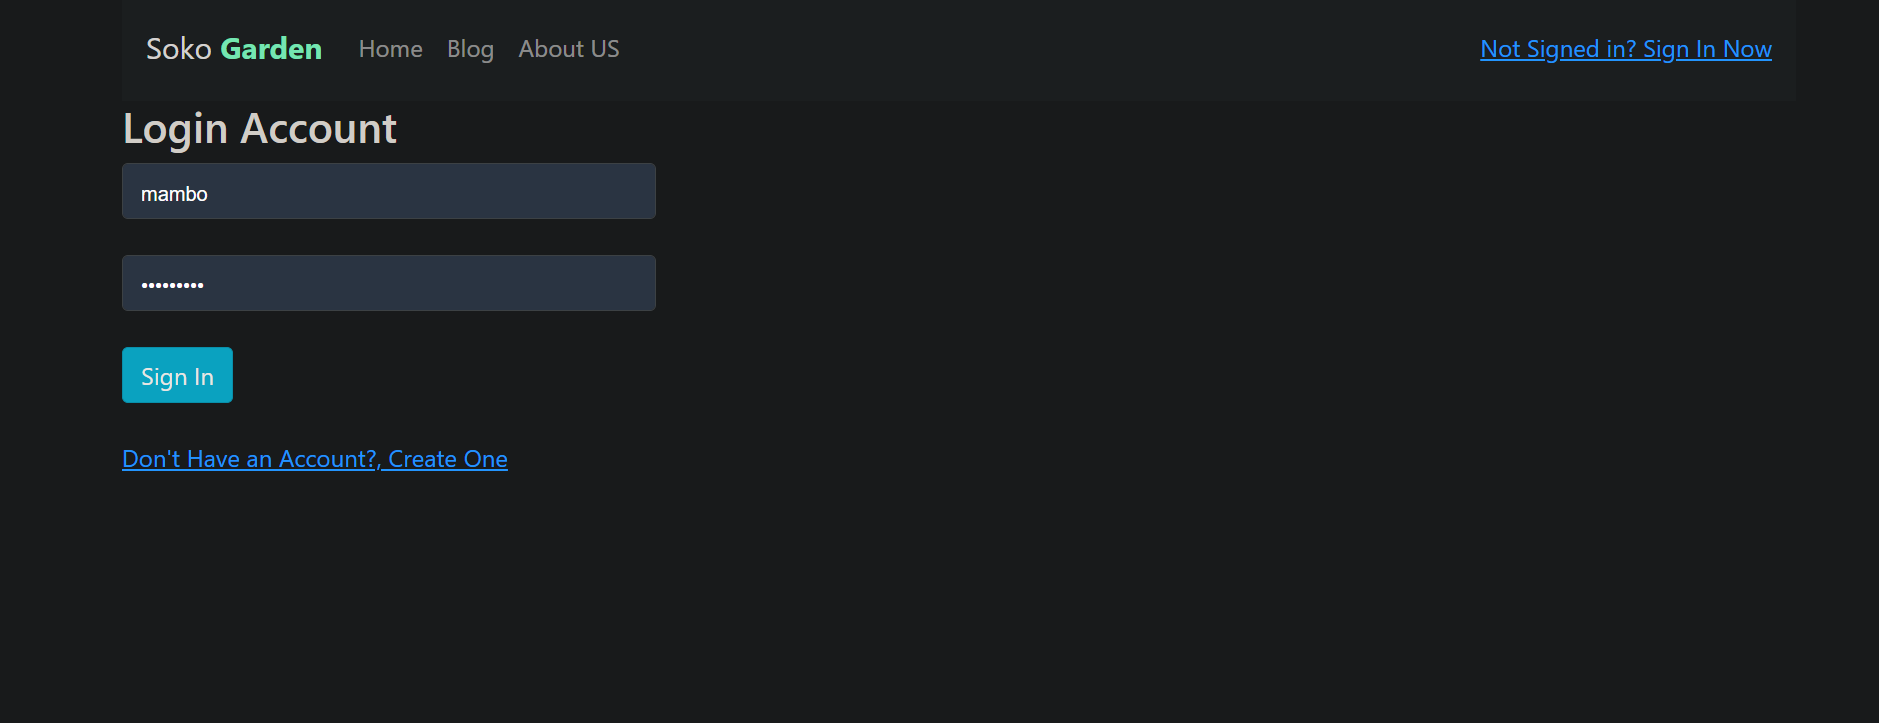 Soko Garden Home Blog About US Not Signed in? Sign In Now
Login Account
mambo
•••••••••
Sign In
Don't Have an Account?, Create One